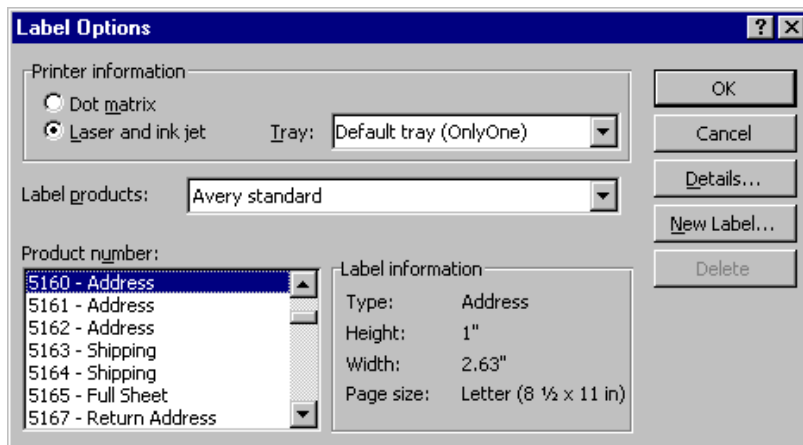 Label Options
Printer information
Dot matrix
Laser and ink jet Tray: Default tray (OnlyOne)
Label products: Avery standard
Product number:
5160 - Address
5161 - Address
5162 - Address
5163 - Shipping
5164 - Shipping
5165 - Full Sheet
5167 - Return Address
Label information
Type: Address
Height: 1"
Width: 2.63"
Page size: Letter (8 ½ x 11 in)
OK
Cancel
Details...
New Label...
Delete